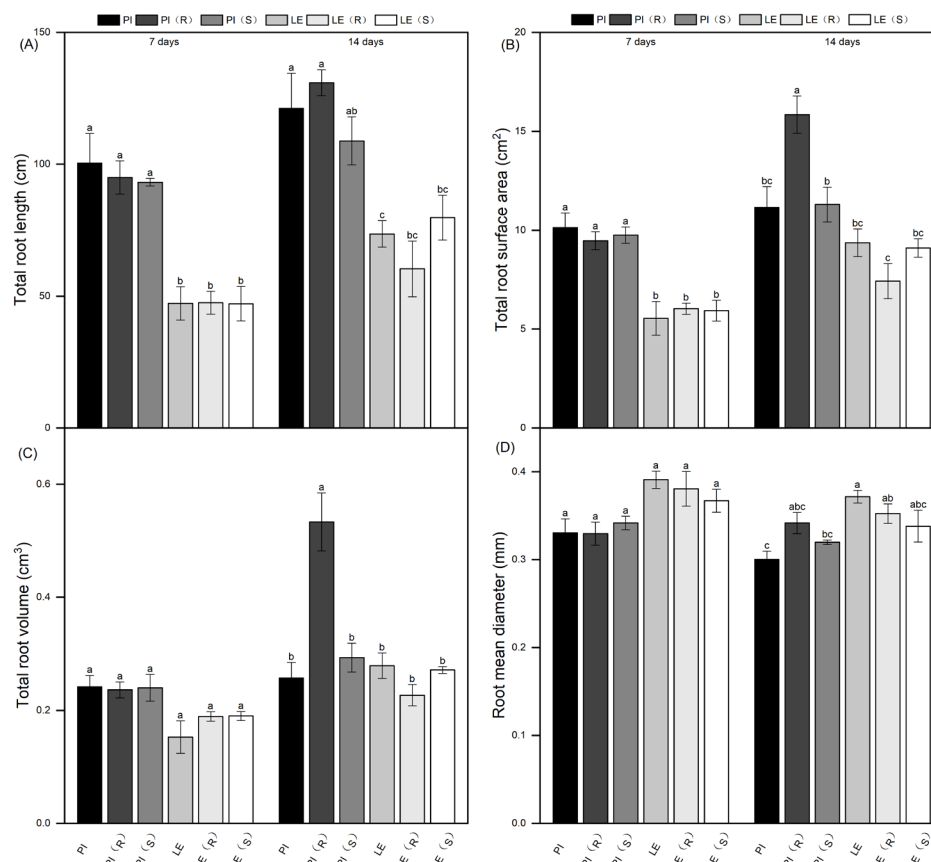 PI PI（R） PI（S） LE LE（R） LE（S）
PI PI（R） PI（S） LE LE（R） LE（S）
(A)
7 days 14 days
Total root length (cm)
150
100
50
0
a a a b b b a a ab c bc bc
(B)
7 days 14 days
Total root surface area (cm²)
20
15
10
5
0
a a a b b b bc a b bc c bc
(C)
Total root volume (cm³)
0.6
0.4
0.2
0.0
a a a a a a b a b b b b
(D)
Root mean diameter (mm)
0.4
0.3
0.2
0.1
0.0
a a a a a a c abc bc a ab abc
PI PI（R） PI（S） LE LE（R） LE（S） PI PI（R） PI（S） LE LE（R） LE（S）
PI PI（R） PI（S） LE LE（R） LE（S） PI PI（R） PI（S） LE LE（R） LE（S）